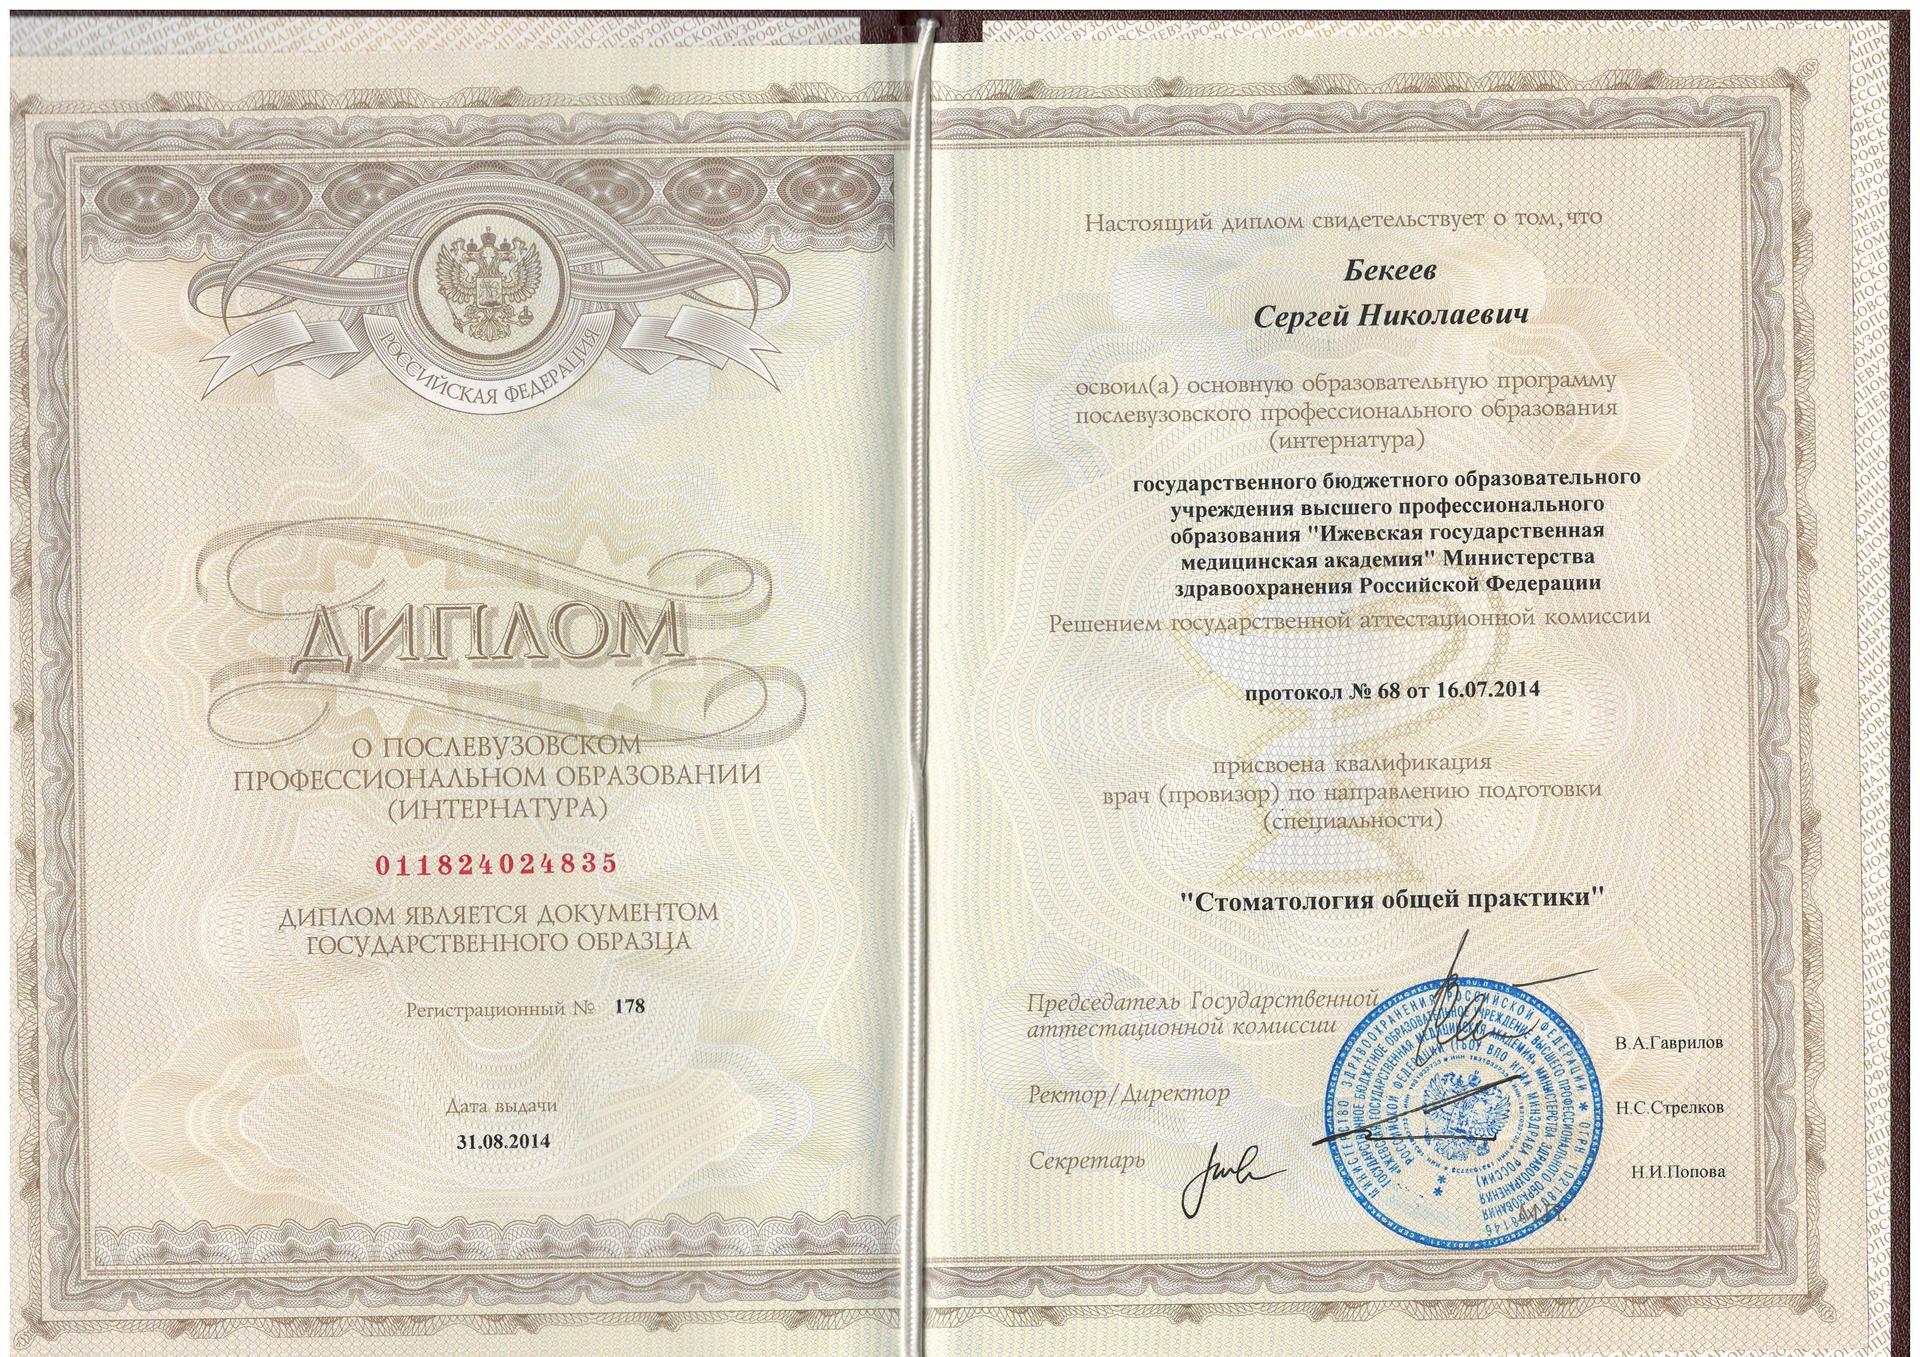 РОССИЙСКАЯ ФЕДЕРАЦИЯ
ДИПЛОМ
О ПОСЛЕВУЗОВСКОМ
ПРОФЕССИОНАЛЬНОМ ОБРАЗОВАНИИ
(ИНТЕРНАТУРА)
011824024835
ДИПЛОМ ЯВЛЯЕТСЯ ДОКУМЕНТОМ
ГОСУДАРСТВЕННОГО ОБРАЗЦА
Регистрационный № 178
Дата выдачи
31.08.2014
Настоящий диплом свидетельствует о том,что
Бекеев
Сергей Николаевич
освоил(а) основную образовательную программу
послевузовского профессионального образования
(интернатура)
государственного бюджетного образовательного
учреждения высшего профессионального
образования "Ижевская государственная
медицинская академия" Министерства
здравоохранения Российской Федерации
Решением государственной аттестационной комиссии
протокол № 68 от 16.07.2014
присвоена квалификация
врач (провизор) по направлению подготовки
(специальности)
"Стоматология общей практики"
Председатель Государственной
аттестационной комиссии
В.А.Гаврилов
Ректор/Директор
Н.С.Стрелков
Секретарь
Н.И.Попова
М.П.
МИНИСТЕРСТВО ЗДРАВООХРАНЕНИЯ РОССИЙСКОЙ ФЕДЕРАЦИИ